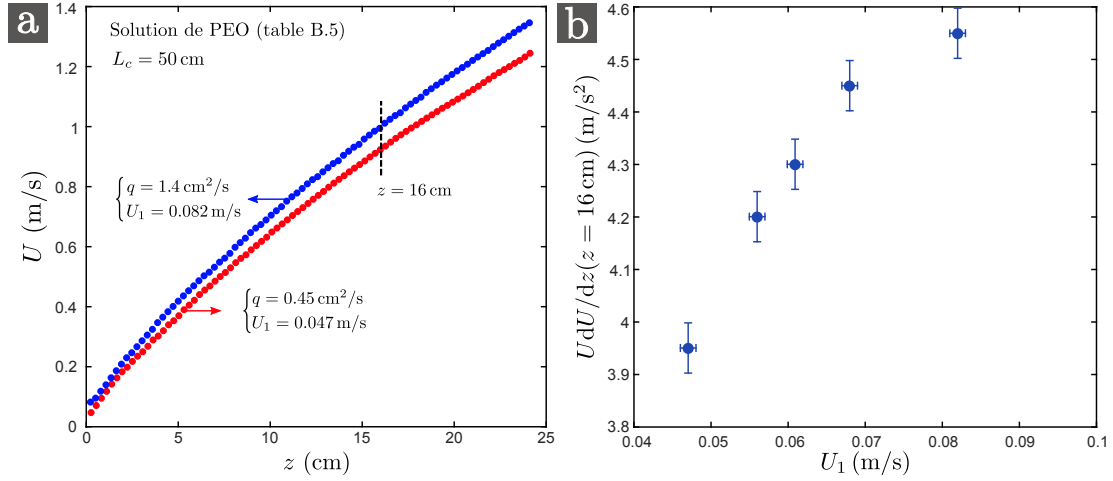 a
Solution de PEO (table B.5)
L_c = 50 cm
z = 16 cm
{q = 1.4 cm²/s
U₁ = 0.082 m/s
{q = 0.45 cm²/s
U₁ = 0.047 m/s
U (m/s)
0
0.2
0.4
0.6
0.8
1
1.2
1.4
0
5
10
15
20
25
z (cm)
b
UdU/dz(z = 16 cm) (m/s²)
3.8
3.9
4
4.1
4.2
4.3
4.4
4.5
4.6
0.04
0.05
0.06
0.07
0.08
0.09
0.1
U₁ (m/s)